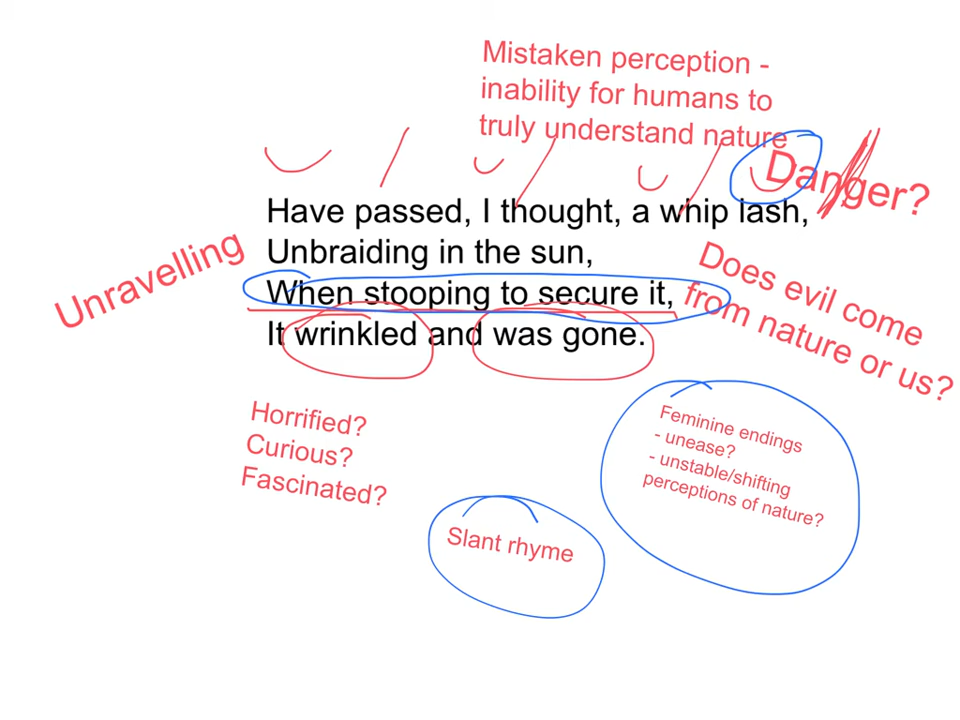 Mistaken perception -
inability for humans to
truly understand nature
Danger?
Have passed, I thought, a whip lash,
Unbraiding in the sun,
When stooping to secure it,
It wrinkled and was gone.
Unravelling
Does evil come
from nature or us?
Horrified?
Curious?
Fascinated?
Feminine endings
- unease?
- unstable/shifting
perceptions of nature?
Slant rhyme